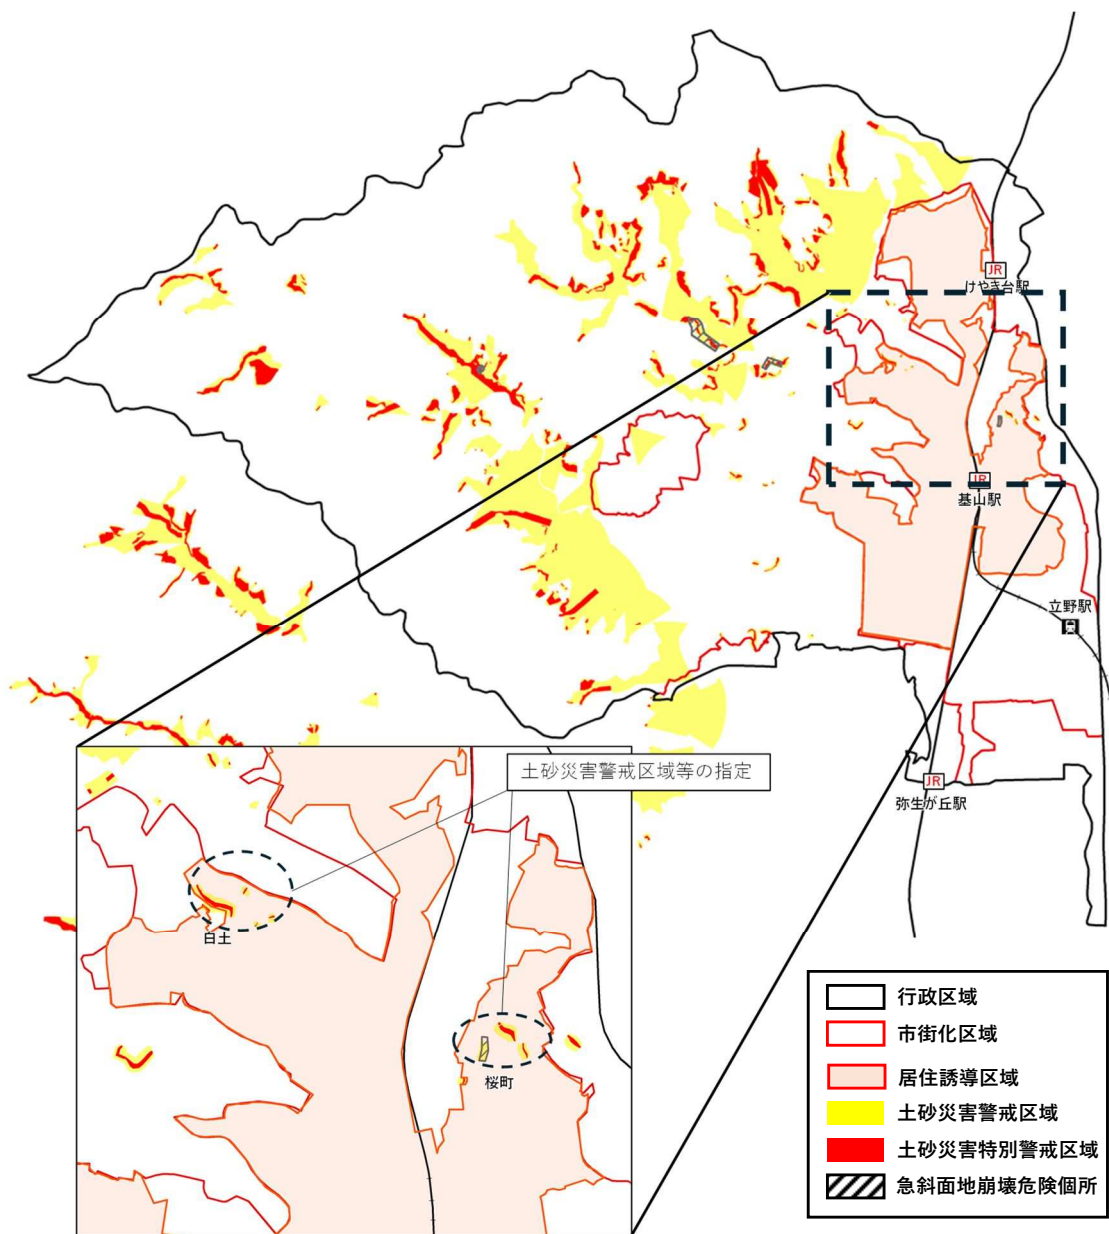 JR
けやき台駅
JR
基山駅
立野駅
JR
弥生が丘駅
土砂災害警戒区域等の指定
白土
桜町
行政区域
市街化区域
居住誘導区域
土砂災害警戒区域
土砂災害特別警戒区域
急斜面地崩壊危険個所